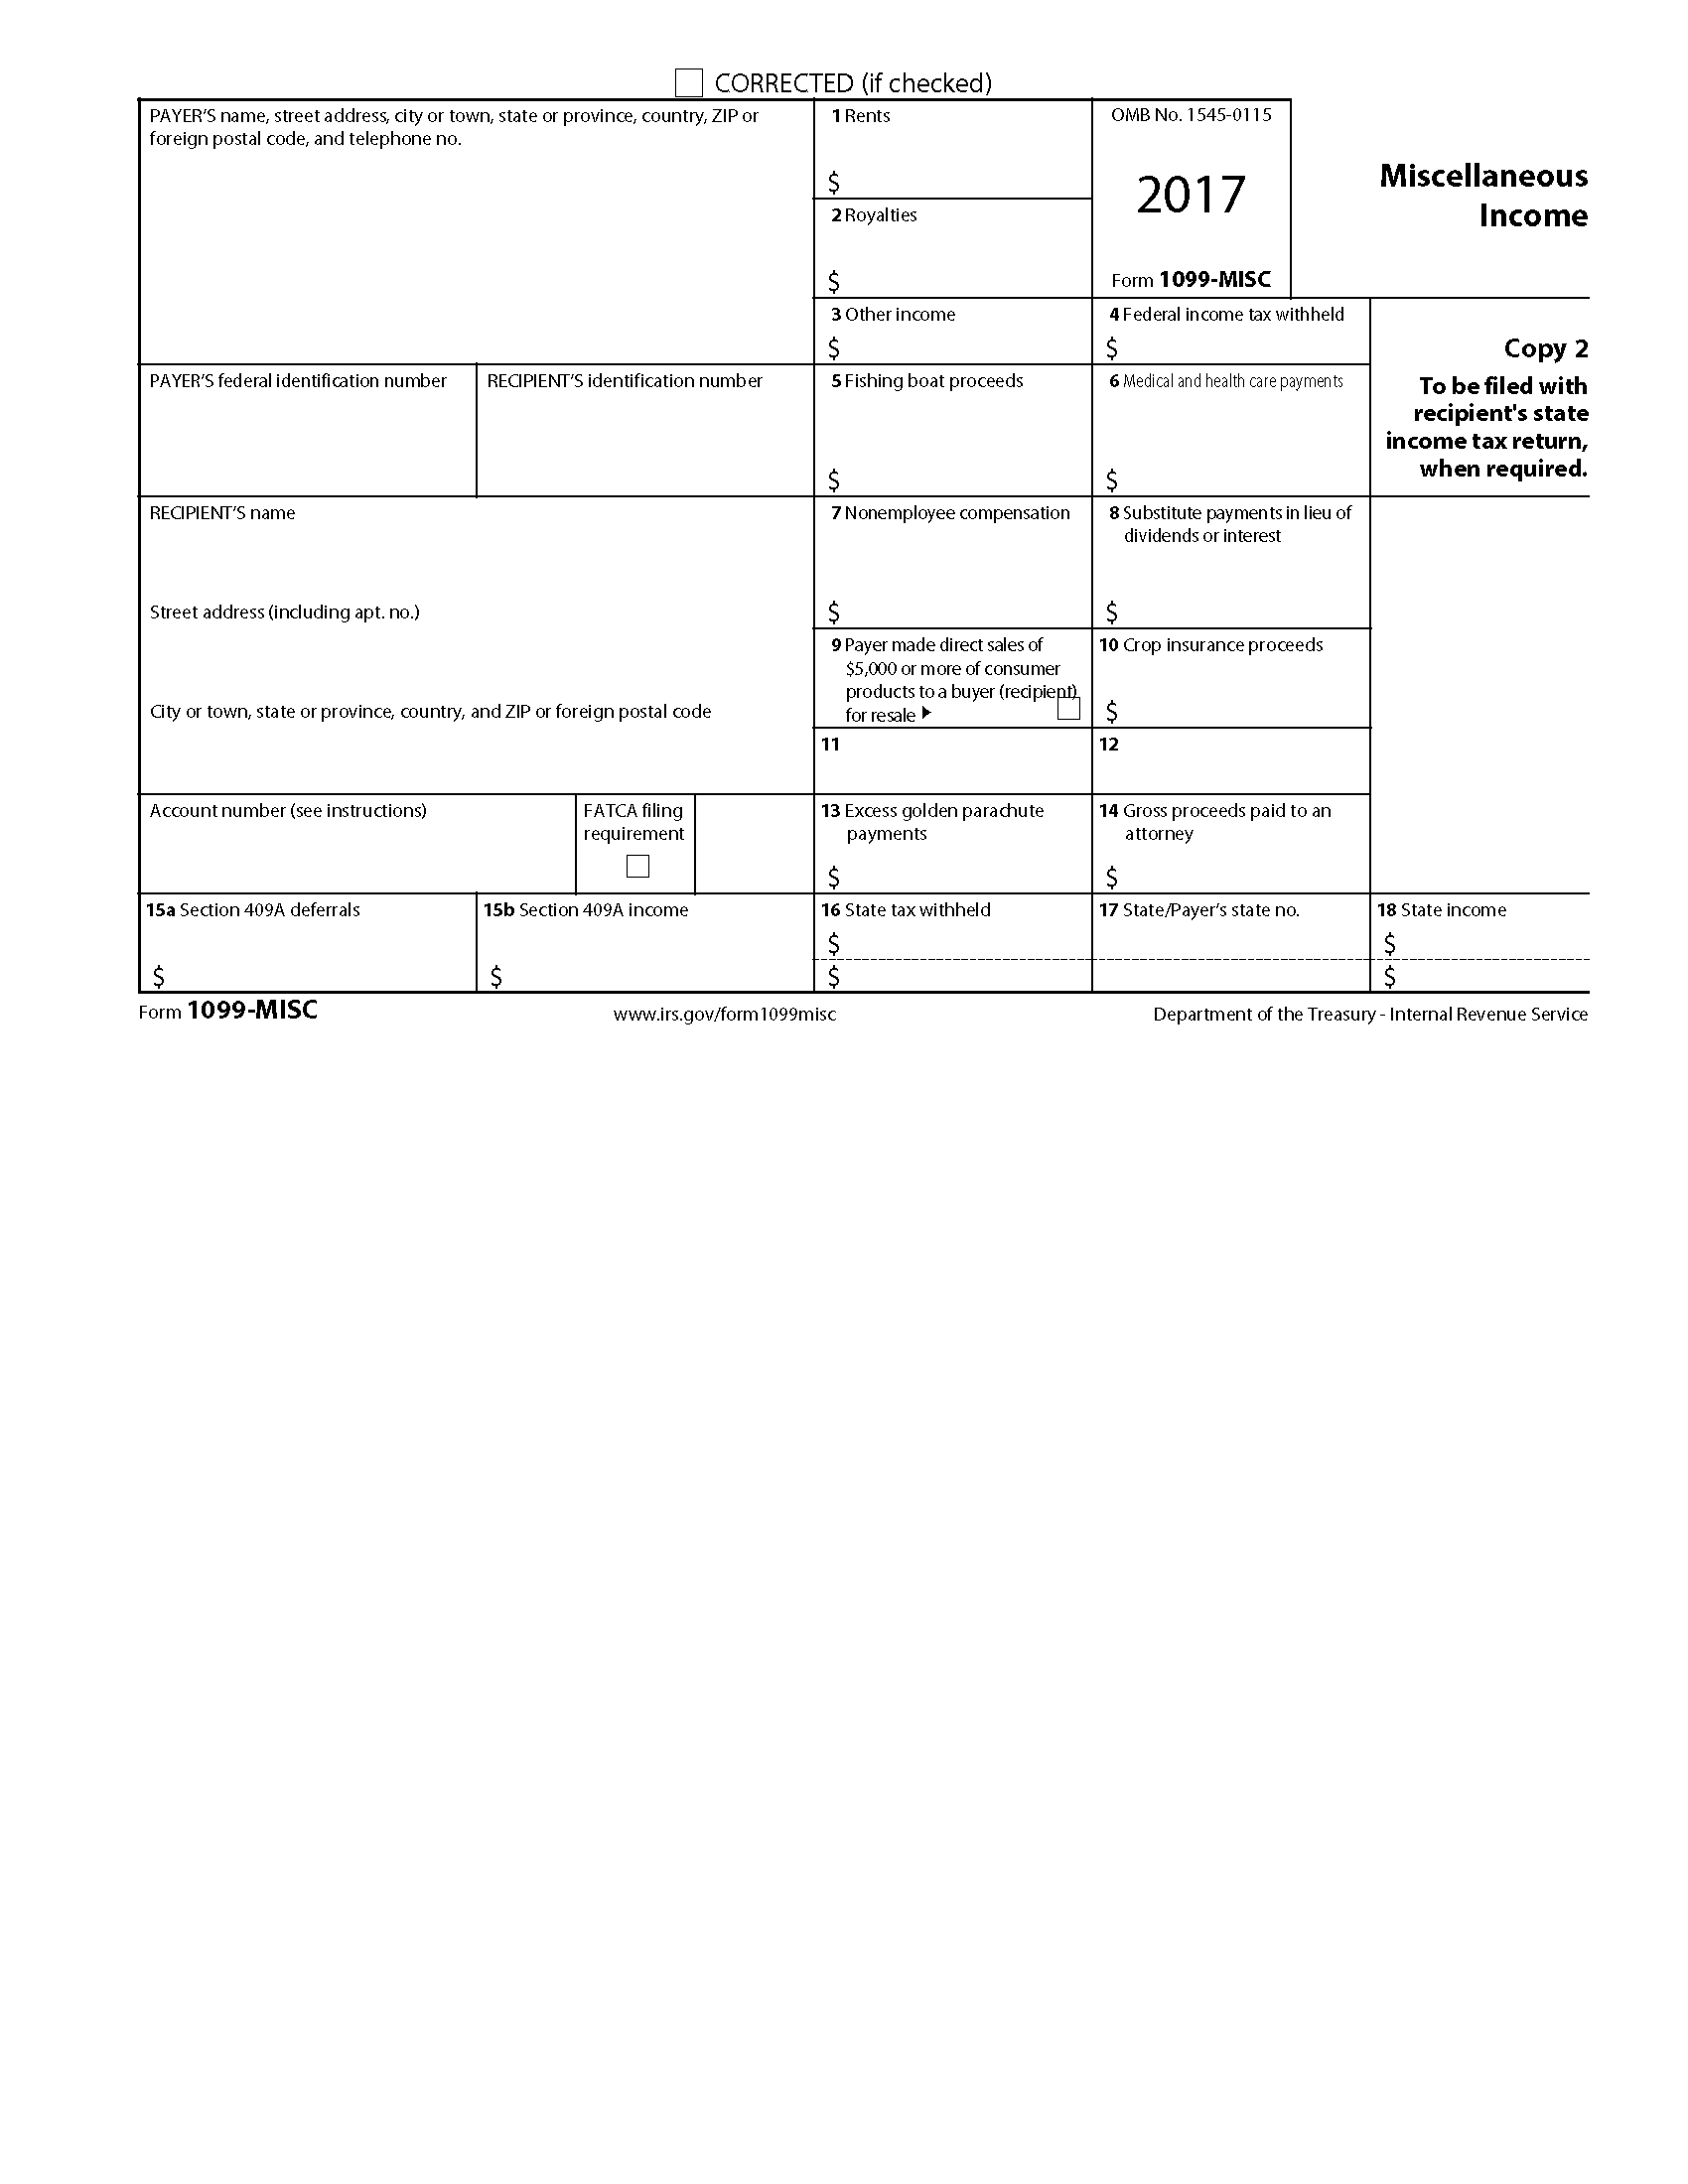 CORRECTED (if checked)
PAYER'S name, street address, city or town, state or province, country, ZIP or
foreign postal code, and telephone no.
1 Rents
$
2 Royalties
$
OMB No. 1545-0115
2017
Form 1099-MISC
Miscellaneous
Income
3 Other income
$
4 Federal income tax withheld
$
Copy 2
To be filed with
recipient's state
income tax return,
when required.
PAYER'S federal identification number
RECIPIENT'S identification number
5 Fishing boat proceeds
$
6 Medical and health care payments
$
RECIPIENT'S name
Street address (including apt. no.)
City or town, state or province, country, and ZIP or foreign postal code
7 Nonemployee compensation
$
8 Substitute payments in lieu of
dividends or interest
$
9 Payer made direct sales of
$5,000 or more of consumer
products to a buyer (recipient)
for resale ▶
10 Crop insurance proceeds
$
11
12
Account number (see instructions)
FATCA filing
requirement
13 Excess golden parachute
payments
$
14 Gross proceeds paid to an
attorney
$
15a Section 409A deferrals
$
15b Section 409A income
$
16 State tax withheld
$
$
17 State/Payer's state no.
18 State income
$
$
Form 1099-MISC
www.irs.gov/form1099misc
Department of the Treasury - Internal Revenue Service